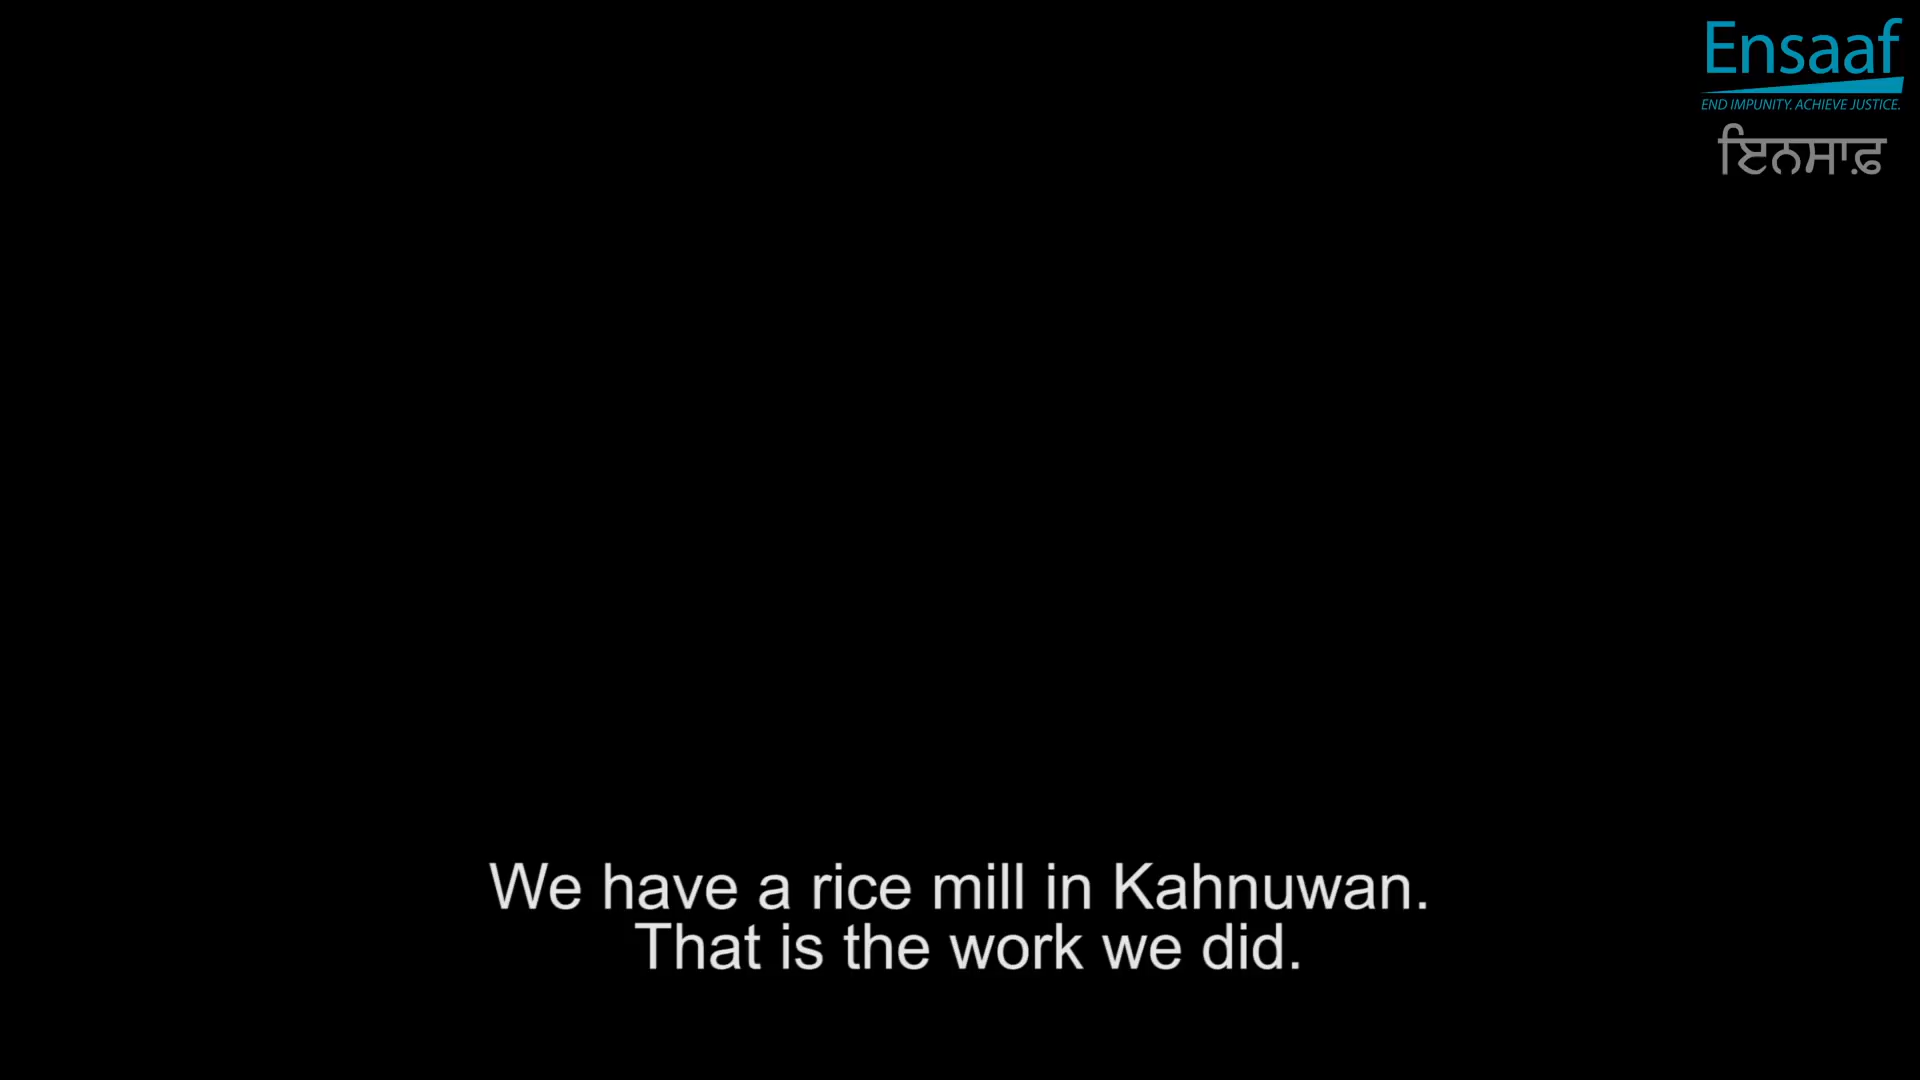 Ensaaf
END IMPUNITY. ACHIEVE JUSTICE.
ਇਨਸਾਫ਼
We have a rice mill in Kahnuwan.
That is the work we did.